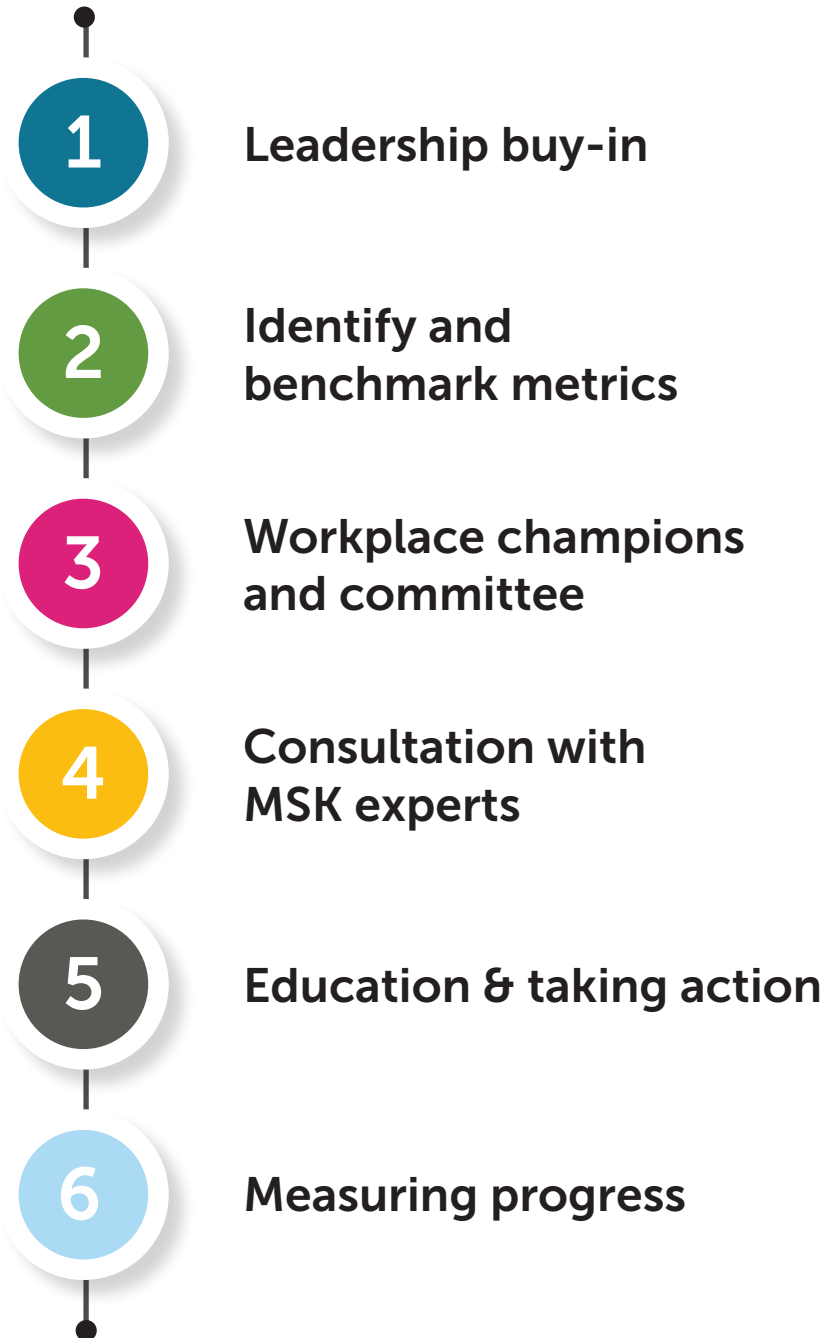 1
Leadership buy-in
2
Identify and
benchmark metrics
3
Workplace champions
and committee
4
Consultation with
MSK experts
5
Education & taking action
6
Measuring progress